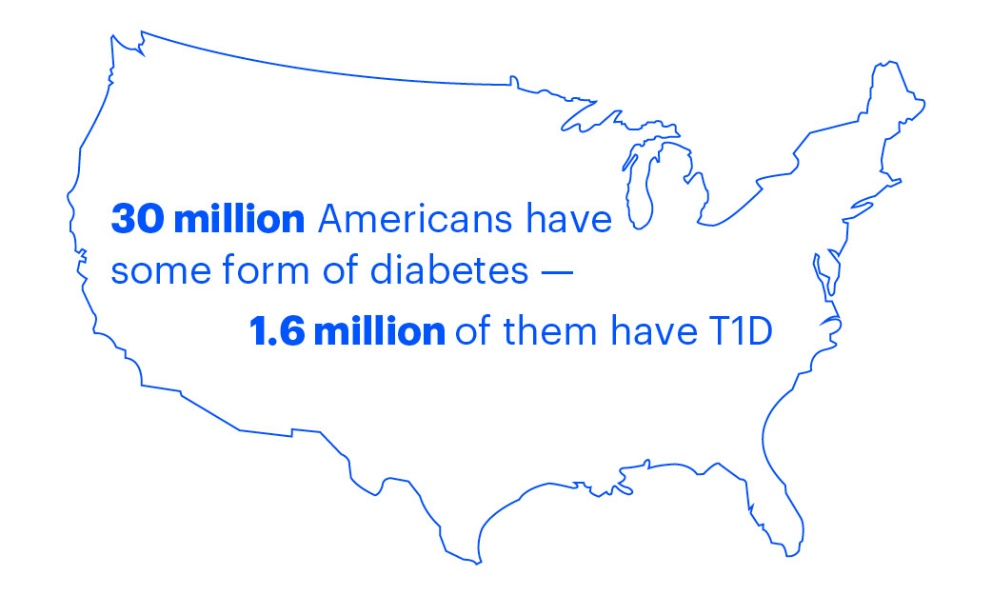 30 million Americans have
some form of diabetes —
1.6 million of them have T1D